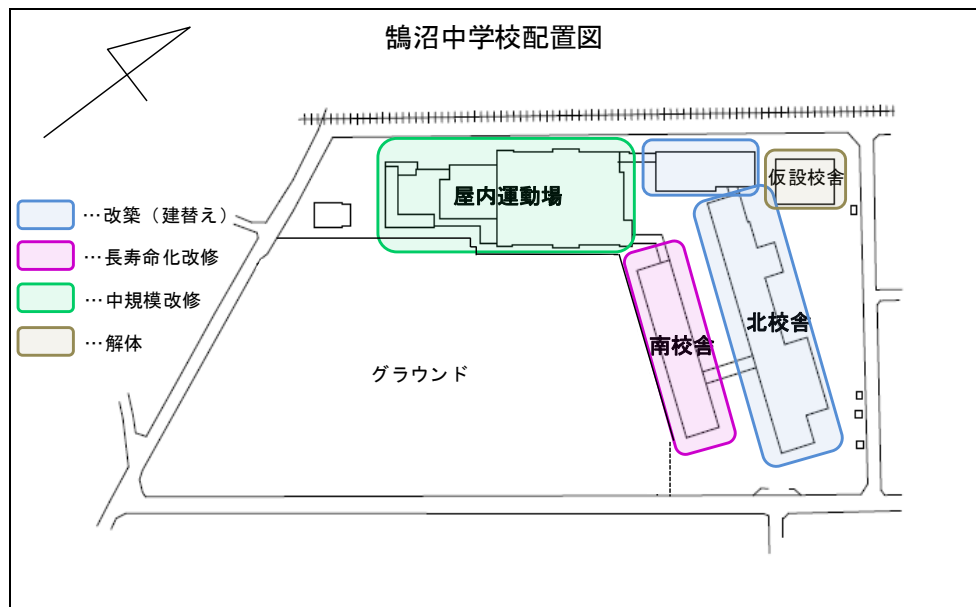 鵠沼中学校配置図
仮設校舎
屋内運動場
…改築（建替え）
…長寿命化改修
…中規模改修
…解体
北校舎
南校舎
グラウンド